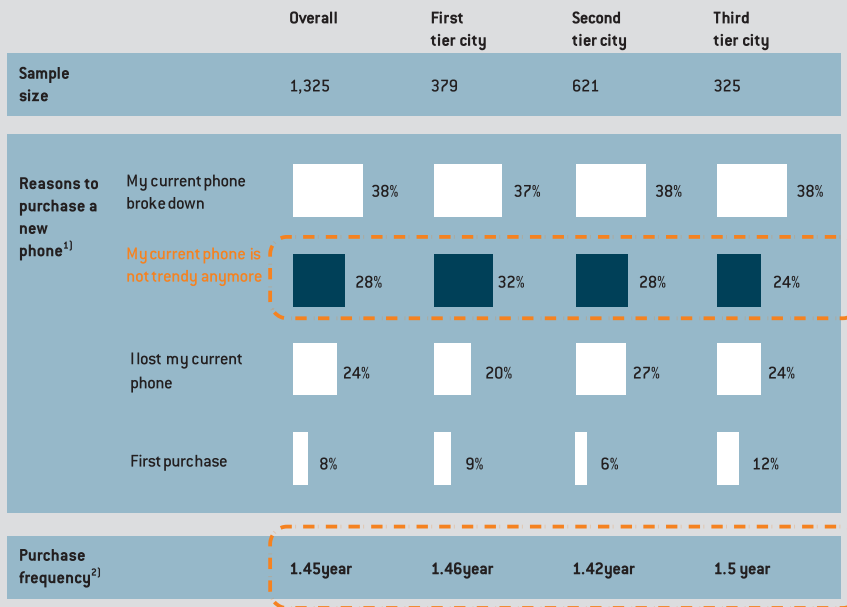 Overall First Second Third
tier city tier city tier city
Sample
size 1,325 379 621 325
Reasons to
purchase a
new
phone1)
My current phone
broke down 38% 37% 38% 38%
My current phone is
not trendy anymore 28% 32% 28% 24%
I lost my current
phone 24% 20% 27% 24%
First purchase 8% 9% 6% 12%
Purchase
frequency2) 1.45year 1.46year 1.42year 1.5 year